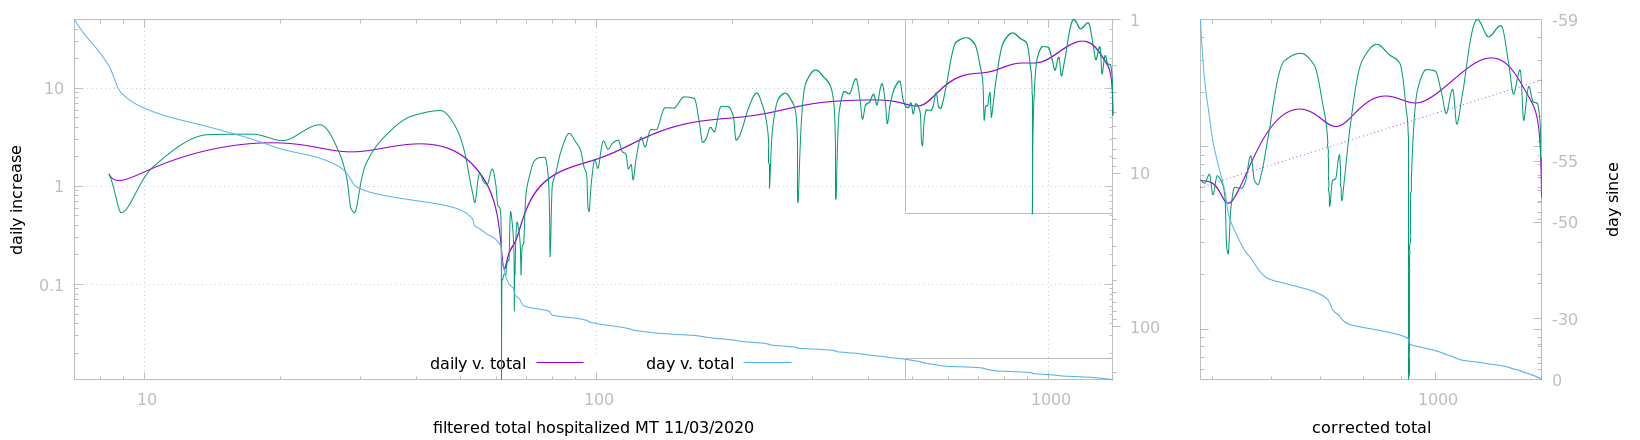 daily increase
10
1
0.1
1
10
100
daily v. total
day v. total
10
100
1000
filtered total hospitalized MT 11/03/2020
-59
-55
-50
-30
0
day since
1000
corrected total